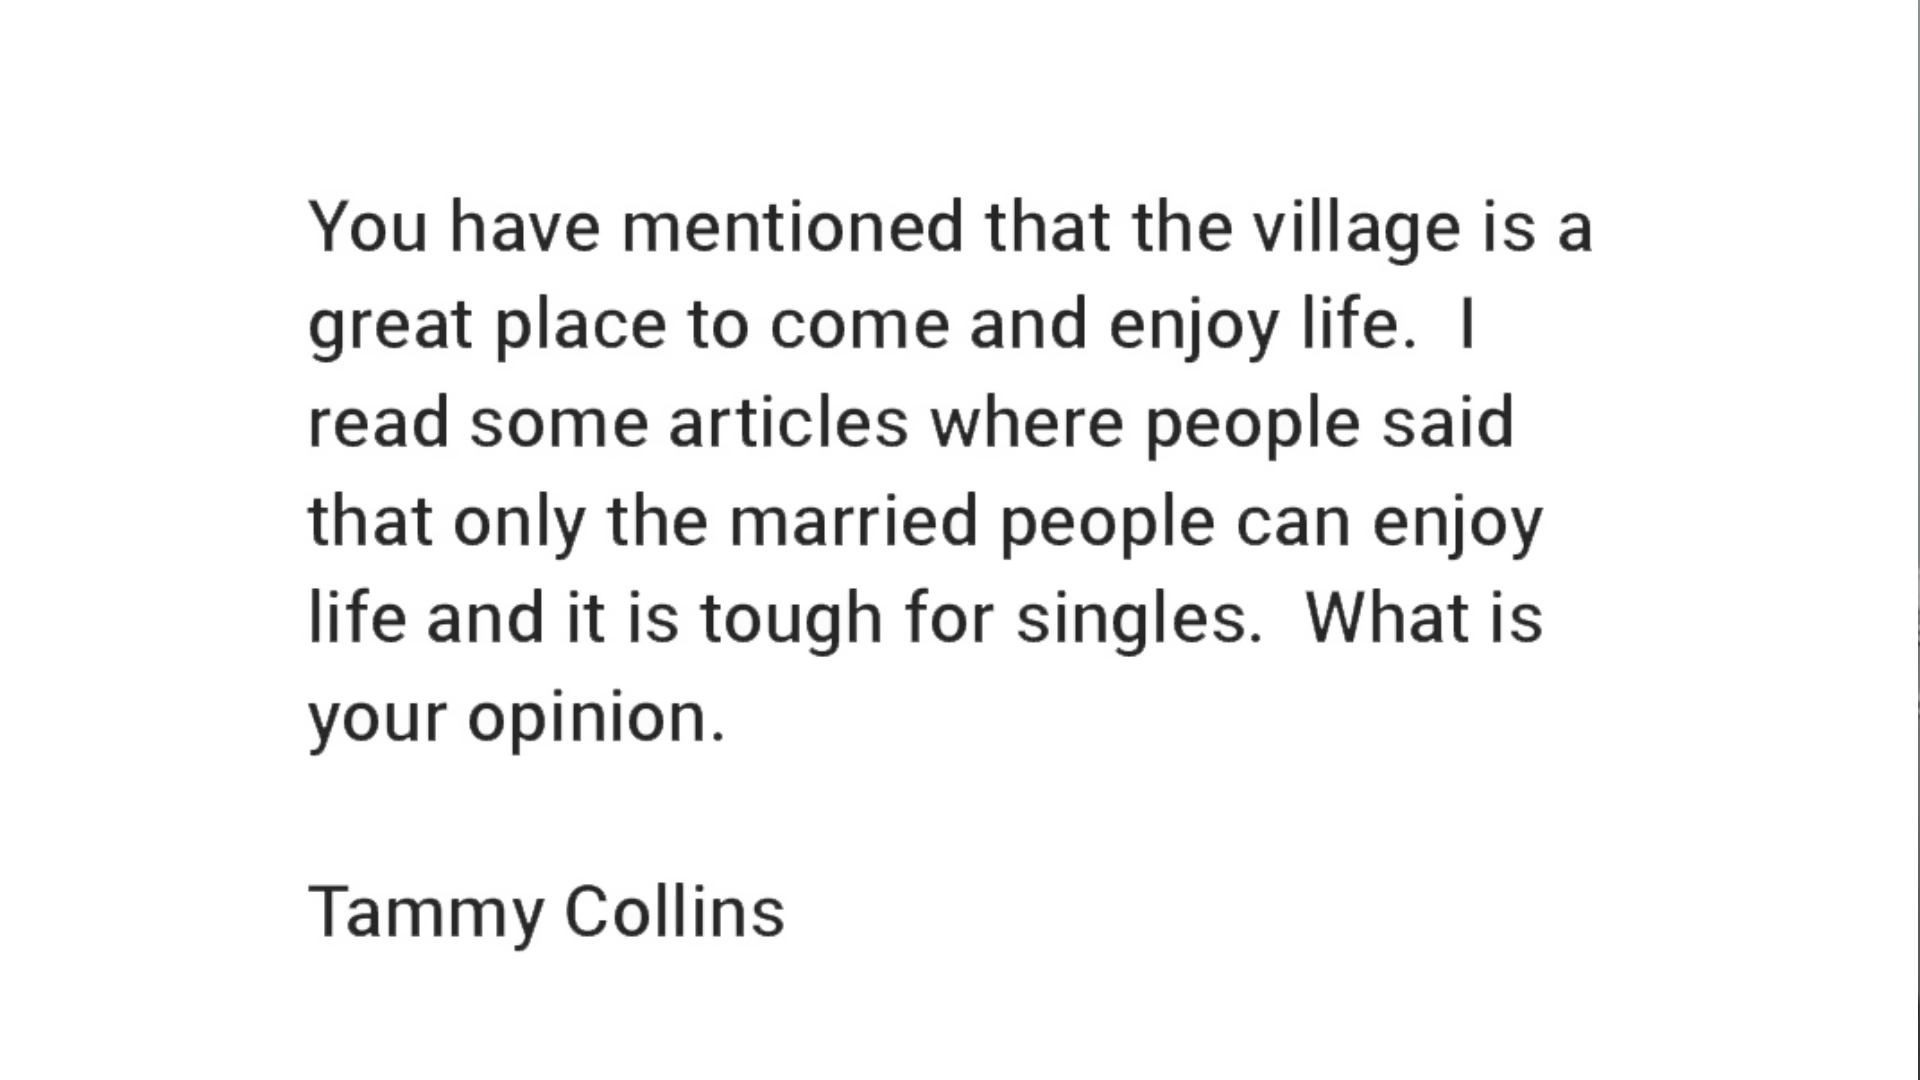 You have mentioned that the village is a
great place to come and enjoy life.  I
read some articles where people said
that only the married people can enjoy
life and it is tough for singles.  What is
your opinion.
Tammy Collins